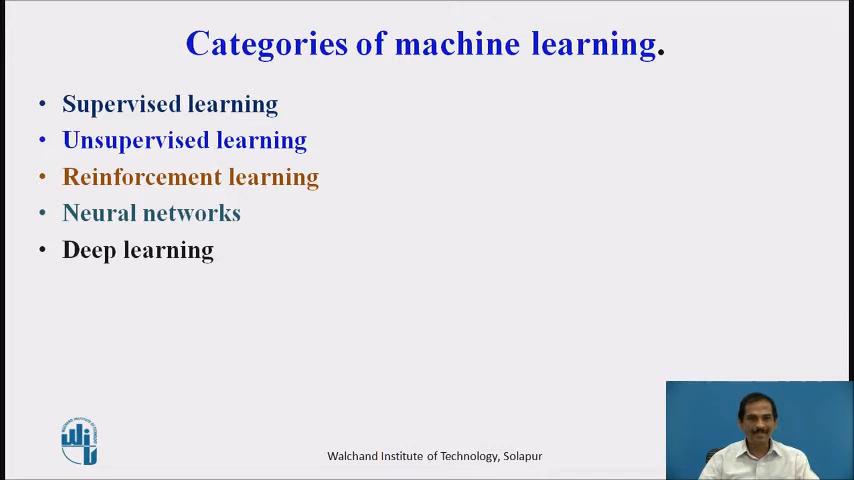 Categories of machine learning.
• Supervised learning
• Unsupervised learning
• Reinforcement learning
• Neural networks
• Deep learning
Walchand Institute of Technology, Solapur